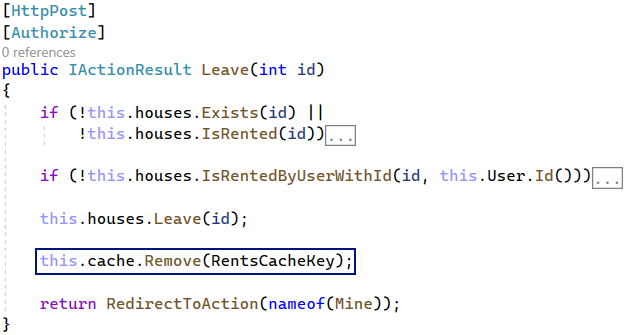 [HttpPost]
[Authorize]
0 references
public IActionResult Leave(int id)
{
if (!this.houses.Exists(id) ||
!this.houses.IsRented(id))...
if (!this.houses.IsRentedByUserWithId(id, this.User.Id()))...
this.houses.Leave(id);
this.cache.Remove(RentsCacheKey);
return RedirectToAction(nameof(Mine));
}